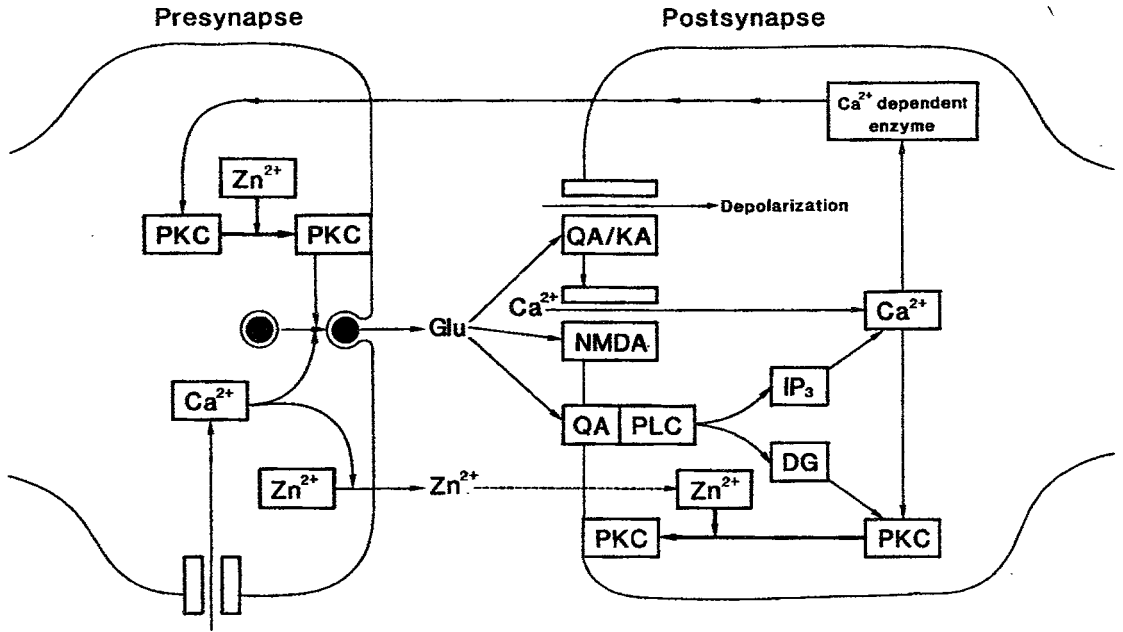 Presynapse
Postsynapse
Ca²⁺ dependent
enzyme
Zn²⁺
Depolarization
PKC
PKC
QA/KA
Ca²⁺
Ca²⁺
Glu
NMDA
IP₃
Ca²⁺
QA
PLC
DG
Zn²⁺
Zn²⁺
Zn²⁺
PKC
PKC